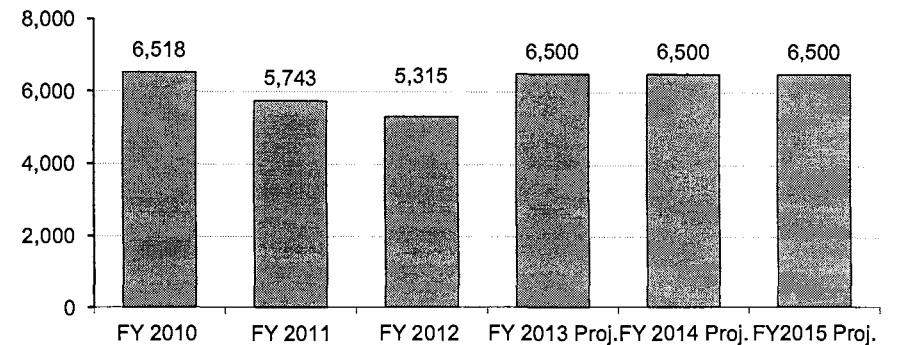 8,000
6,518
5,743
5,315
6,500
6,500
6,500
6,000
4,000
2,000
0
FY 2010
FY 2011
FY 2012
FY 2013 Proj.
FY 2014 Proj.
FY2015 Proj.